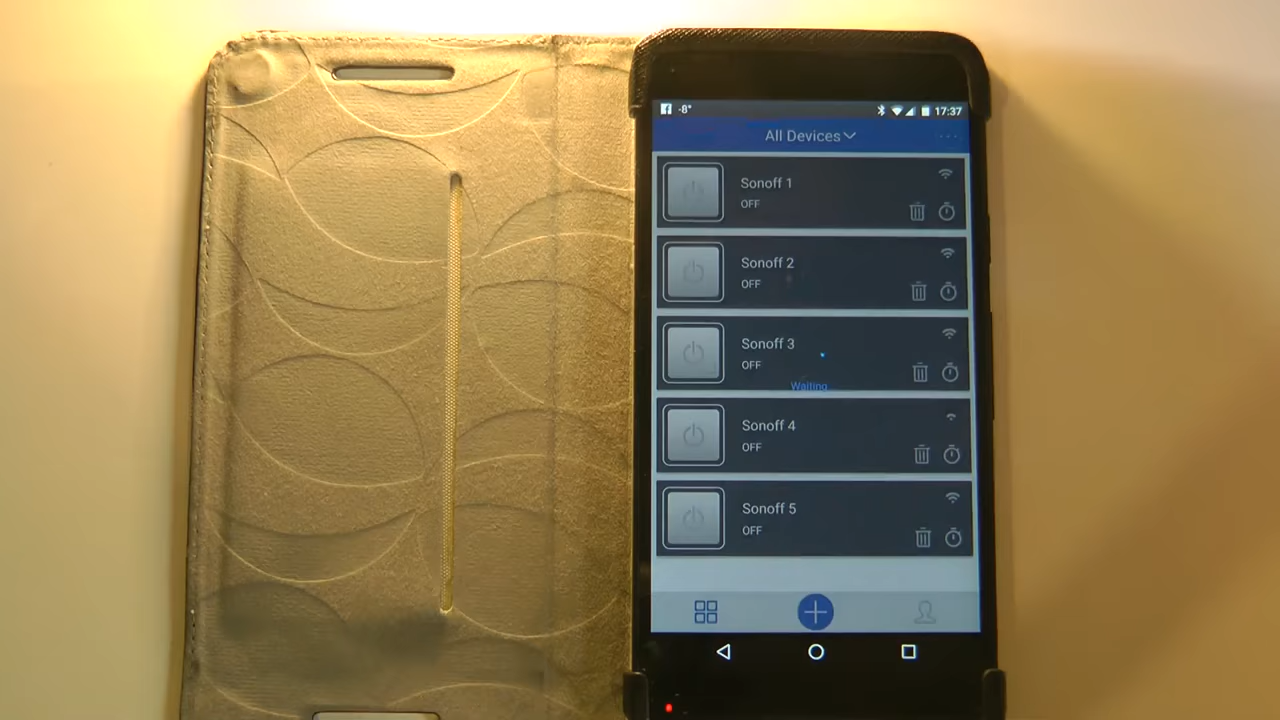 -8° 17:37
All Devices
Sonoff 1
OFF
Sonoff 2
OFF
Sonoff 3
OFF
Waiting
Sonoff 4
OFF
Sonoff 5
OFF